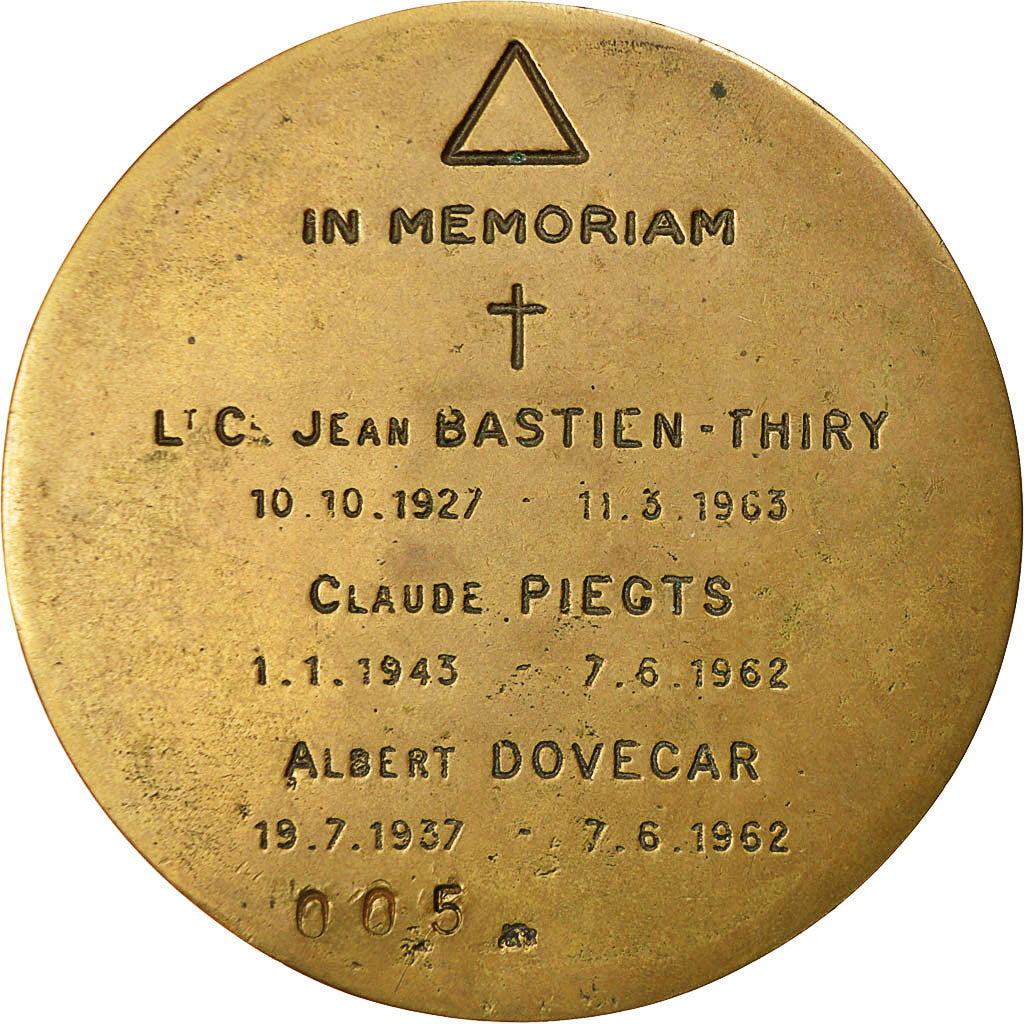 IN MEMORIAM
LT CL JEAN BASTIEN-THIRY
10.10.1927 - 11.3.1963
CLAUDE PIEGTS
1.1.1943 - 7.6.1962
ALBERT DOVECAR
19.7.1937 - 7.6.1962
005